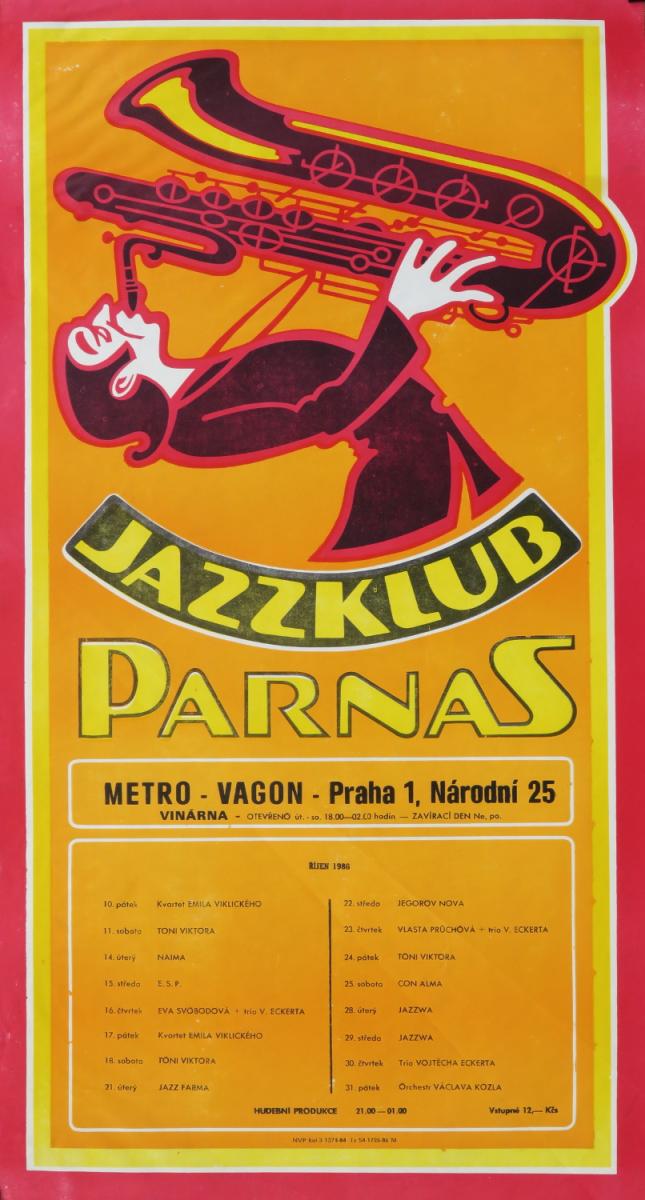 JAZZKLUB
PARNAS
METRO - VAGON - Praha 1, Národní 25
VINÁRNA - OTEVŘENO út. - so. 18.00—02.00 hodin — ZAVÍRACÍ DEN Ne, po.
ŘÍJEN 1986
10. pátek Kvartet EMILA VIKLICKÉHO
11. sobota TONI VIKTORA
14. úterý NAIMA
15. středa E. S. P.
16. čtvrtek EVA SVOBODOVÁ + trio V. ECKERTA
17. pátek Kvartet EMILA VIKLICKÉHO
18. sobota TÓNI VIKTORA
21. úterý JAZZ FARMA
22. středa JEGOROV NOVA
23. čtvrtek VLASTA PRŮCHOVÁ + trio V. ECKERTA
24. pátek TÓNI VIKTORA
25. sobota CON ALMA
28. úterý JAZZWA
29. středa JAZZWA
30. čtvrtek Trio VOJTĚCHA ECKERTA
31. pátek Orchestr VÁCLAVA KOZLA
HUDEBNÍ PRODUKCE 21,00 — 01.00 Vstupné 12,— Kčs